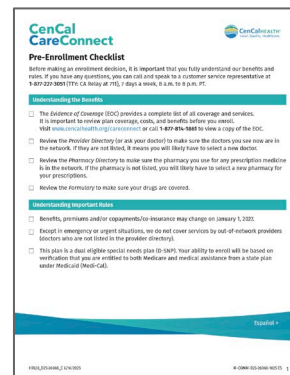 CenCal
CareConnect
CenCalHEALTH
Local. Quality. Healthcare.
Pre-Enrollment Checklist
Before making an enrollment decision, it is important that you fully understand our benefits and
rules. If you have any questions, you can call and speak to a customer service representative at
1-877-227-3051 (TTY: CA Relay at 711), 7 days a week, 8 a.m. to 8 p.m. PT.
Understanding the Benefits
The Evidence of Coverage (EOC) provides a complete list of all coverage and services.
It is important to review plan coverage, costs, and benefits before you enroll.
Visit www.cencalhealth.org/careconnect or call 1-877-814-1861 to view a copy of the EOC.
Review the Provider Directory (or ask your doctor) to make sure the doctors you see now are in
the network. If they are not listed, it means you will likely have to select a new doctor.
Review the Pharmacy Directory to make sure the pharmacy you use for any prescription medicine
is in the network. If the pharmacy is not listed, you will likely have to select a new pharmacy for
your prescriptions.
Review the formulary to make sure your drugs are covered.
Understanding Important Rules
Benefits, premiums and/or copayments/co-insurance may change on January 1, 2027.
Except in emergency or urgent situations, we do not cover services by out-of-network providers
(doctors who are not listed in the provider directory).
This plan is a dual eligible special needs plan (D-SNP). Your ability to enroll will be based on
verification that you are entitled to both Medicare and medical assistance from a state plan
under Medicaid (Medi-Cal).
Español >
1